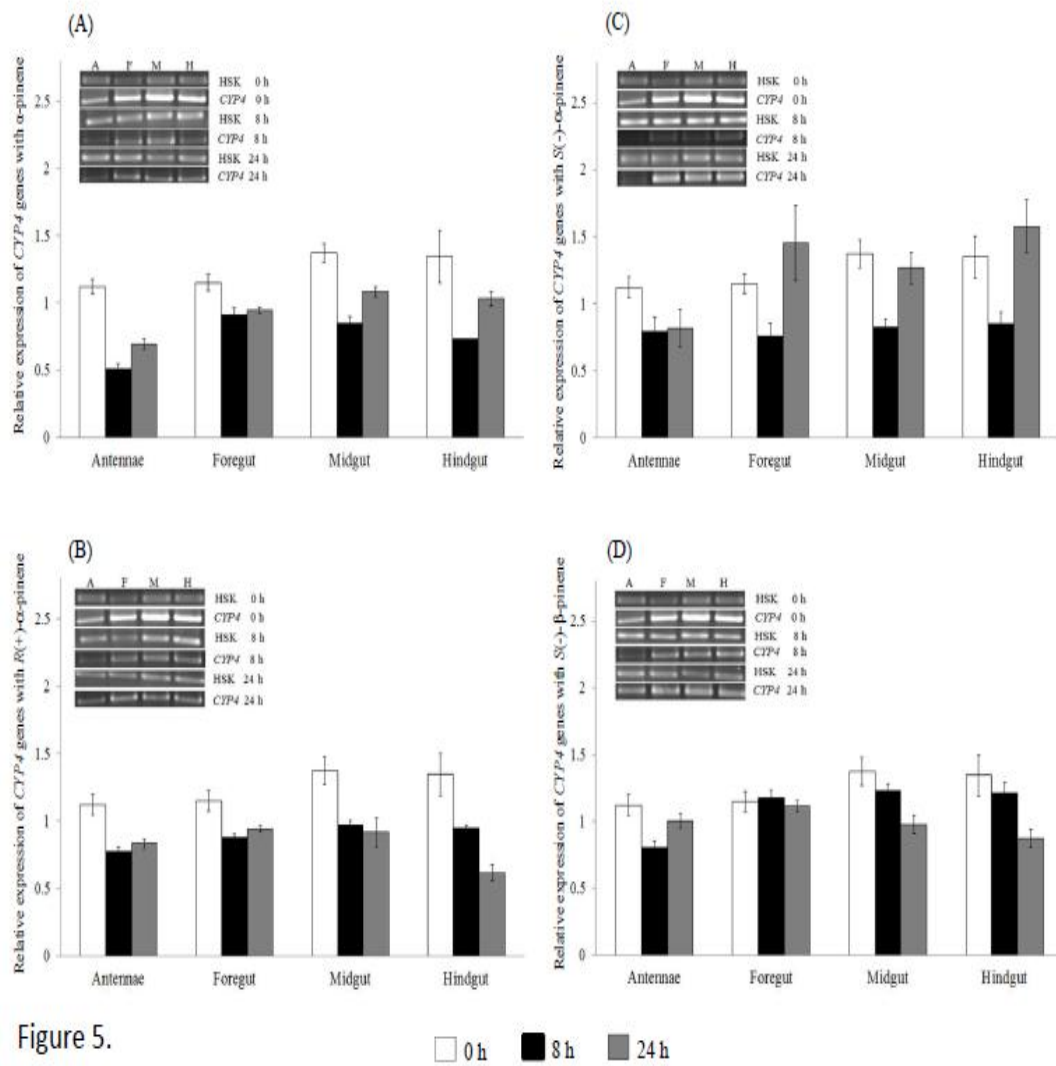 (A)
Relative expression of CYP4 genes with α-pinene
A F M H
HSK 0 h
CYP4 0 h
HSK 8 h
CYP4 8 h
HSK 24 h
CYP4 24 h
2.5
2
1.5
1
0.5
0
Antennae Foregut Midgut Hindgut
(C)
Relative expression of CYP4 genes with S(-)-α-pinene
A F M H
HSK 0 h
CYP4 0 h
HSK 8 h
CYP4 8 h
HSK 24 h
CYP4 24 h
2.5
2
1.5
1
0.5
0
Antennae Foregut Midgut Hindgut
(B)
Relative expression of CYP4 genes with R(+)-α-pinene
A F M H
HSK 0 h
CYP4 0 h
HSK 8 h
CYP4 8 h
HSK 24 h
CYP4 24 h
2.5
2
1.5
1
0.5
0
Antennae Foregut Midgut Hindgut
(D)
Relative expression of CYP4 genes with S(-)-β-pinene
A F M H
HSK 0 h
CYP4 0 h
HSK 8 h
CYP4 8 h
HSK 24 h
CYP4 24 h
2.5
2
1.5
1
0.5
0
Antennae Foregut Midgut Hindgut
Figure 5.
0 h 8 h 24 h